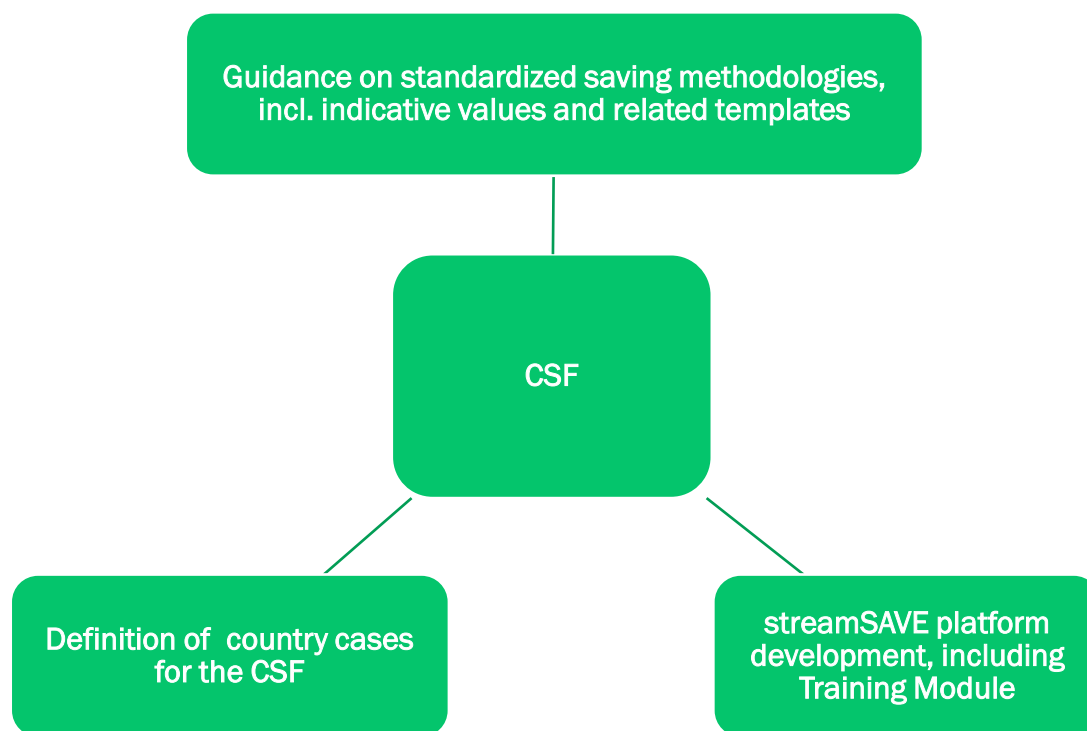 Guidance on standardized saving methodologies,
incl. indicative values and related templates
CSF
Definition of  country cases
for the CSF
streamSAVE platform
development, including
Training Module